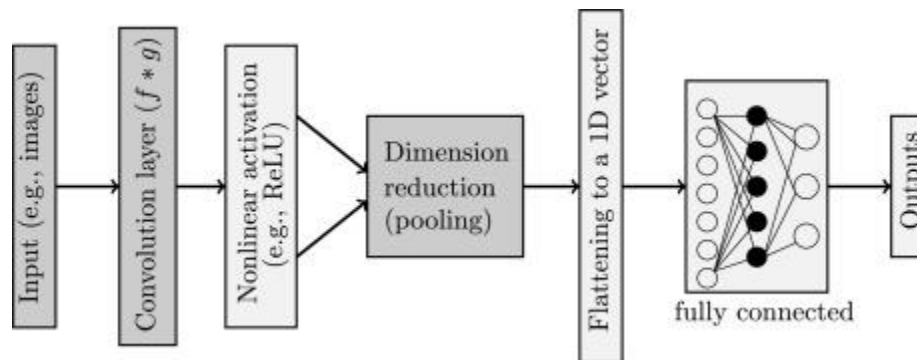 Input (e.g., images)
Convolution layer (f * g)
Nonlinear activation
(e.g., ReLU)
Dimension
reduction
(pooling)
Flattening to a 1D vector
fully connected
Outputs